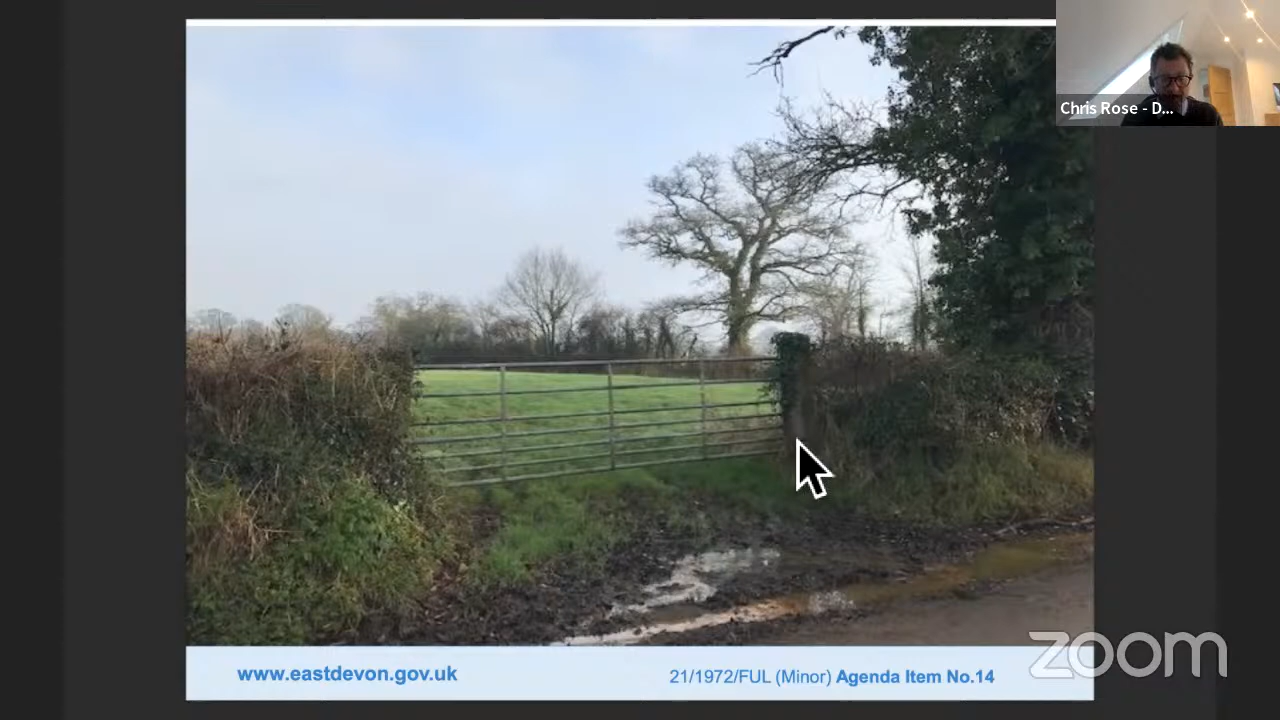 Chris Rose - D...
www.eastdevon.gov.uk
21/1972/FUL (Minor) Agenda Item No.14
zoom